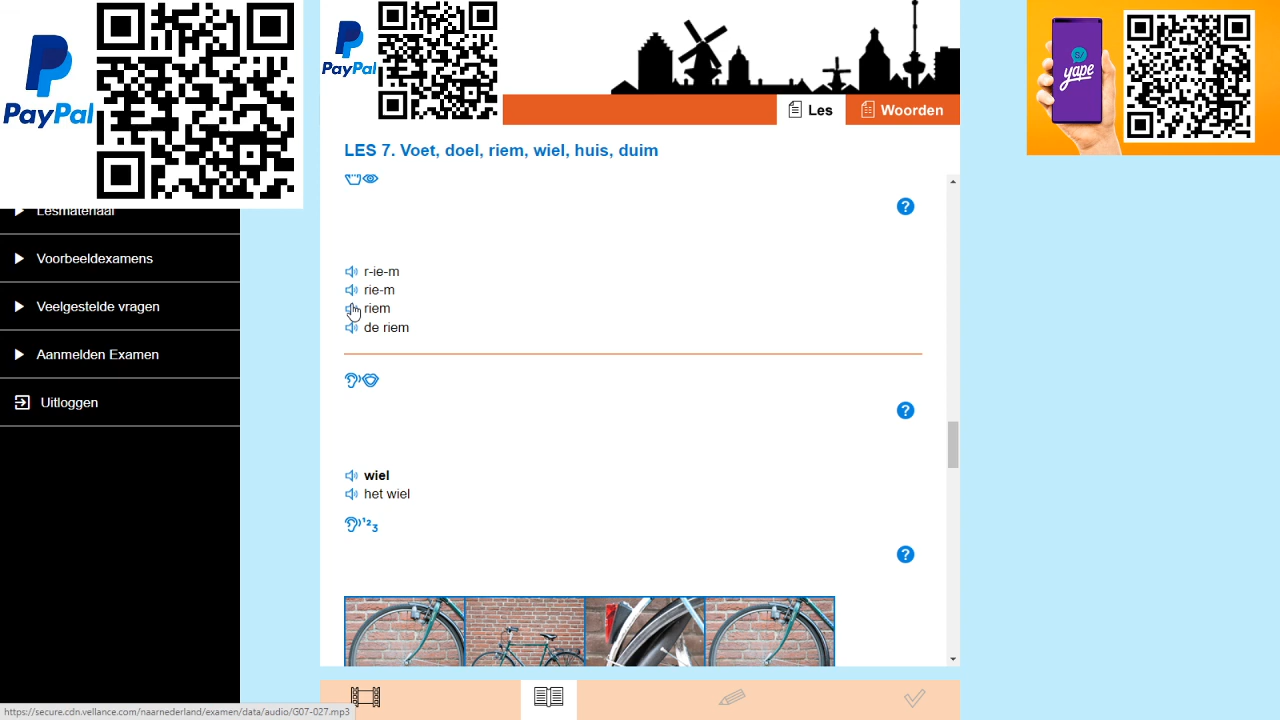 PayPal
PayPal
yape
Les
Woorden
LES 7. Voet, doel, riem, wiel, huis, duim
?
Lesmateriaal
Voorbeeldexamens
Veelgestelde vragen
Aanmelden Examen
Uitloggen
r-ie-m
rie-m
riem
de riem
?
wiel
het wiel
123
?
https://secure.cdn.vellance.com/naarnederland/examen/data/audio/G07-027.mp3